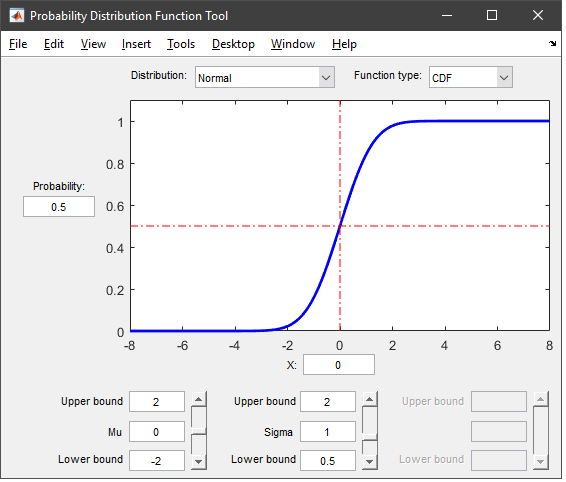 Probability Distribution Function Tool
File Edit View Insert Tools Desktop Window Help
Distribution: Normal Function type: CDF
1
0.8
Probability:
0.5
0.6
0.4
0.2
0
-8 -6 -4 -2 0 2 4 6 8
X: 0
Upper bound 2 Upper bound 2 Upper bound
Mu 0 Sigma 1
Lower bound -2 Lower bound 0.5 Lower bound